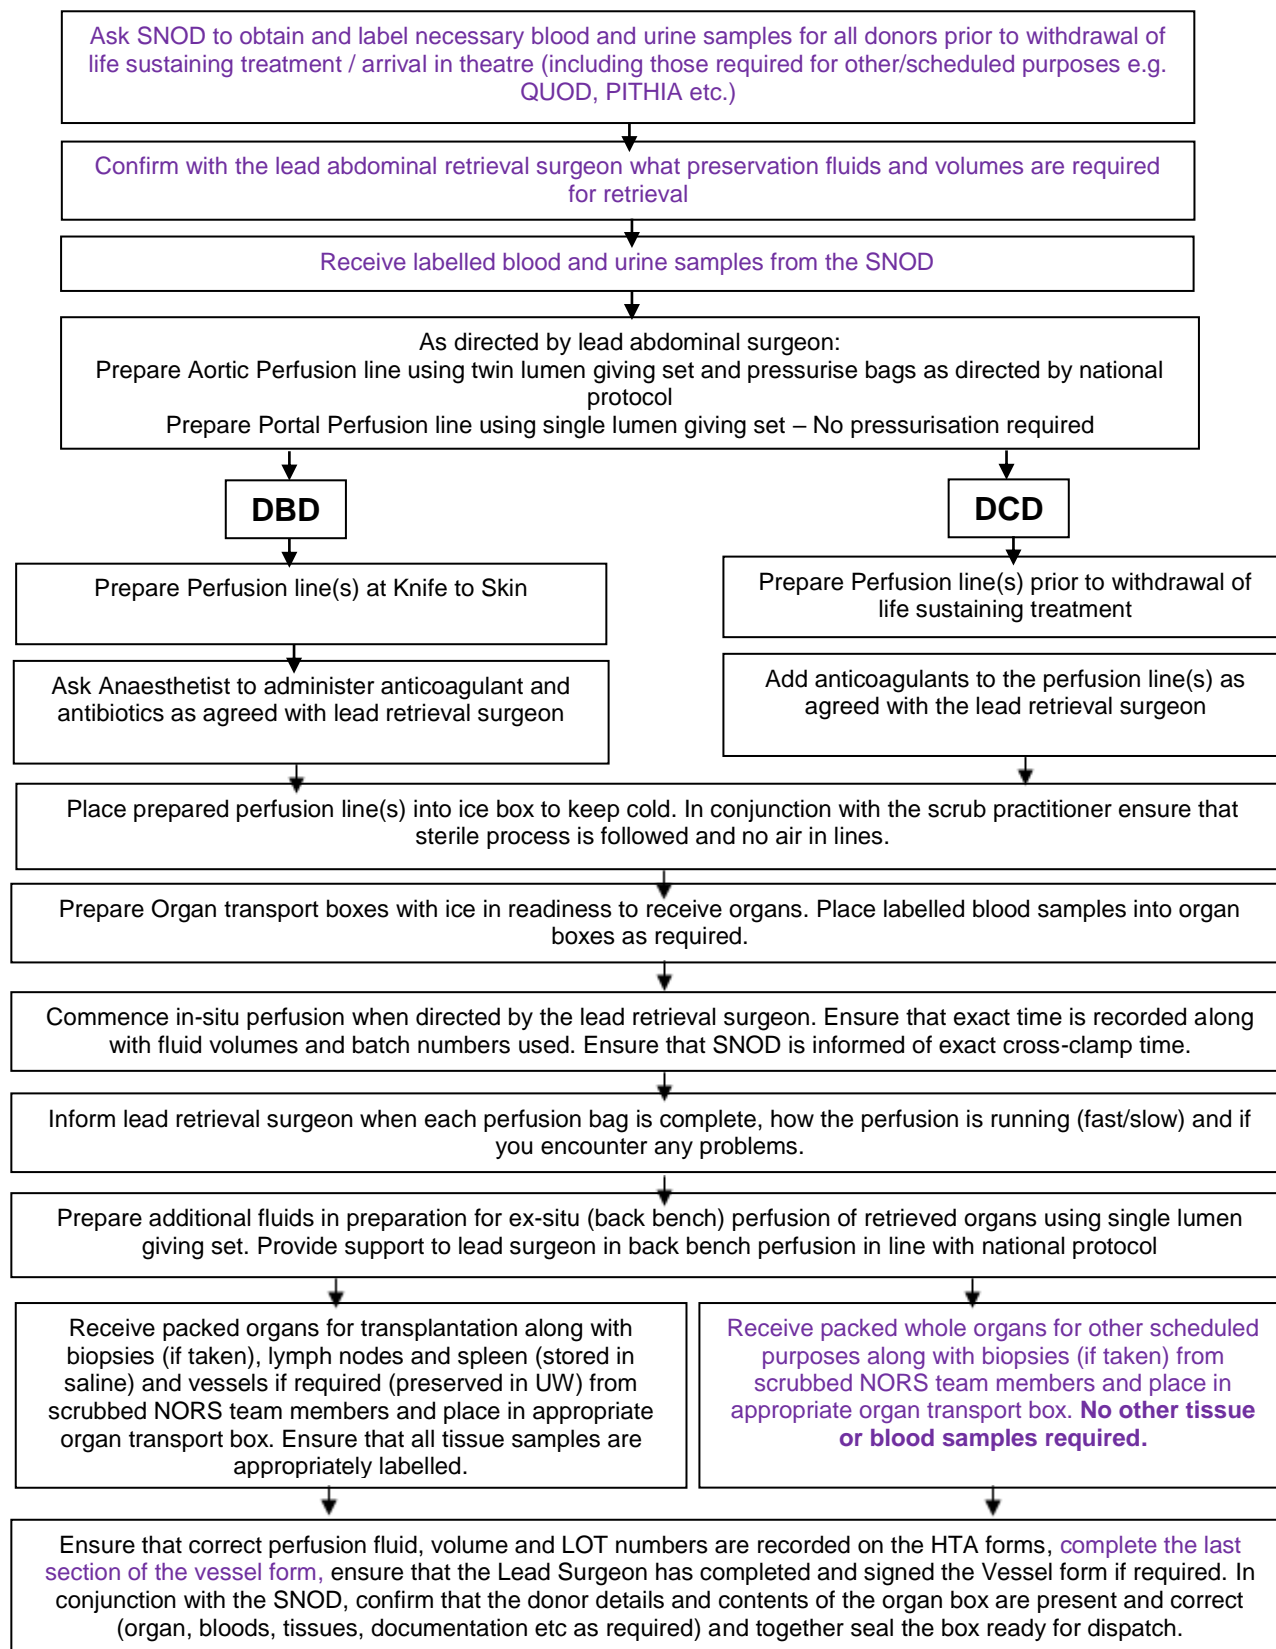 Ask SNOD to obtain and label necessary blood and urine samples for all donors prior to withdrawal of
life sustaining treatment / arrival in theatre (including those required for other/scheduled purposes e.g.
QUOD, PITHIA etc.)
Confirm with the lead abdominal retrieval surgeon what preservation fluids and volumes are required
for retrieval
Receive labelled blood and urine samples from the SNOD
As directed by lead abdominal surgeon:
Prepare Aortic Perfusion line using twin lumen giving set and pressurise bags as directed by national
protocol
Prepare Portal Perfusion line using single lumen giving set – No pressurisation required
DBD
DCD
Prepare Perfusion line(s) at Knife to Skin
Prepare Perfusion line(s) prior to withdrawal of
life sustaining treatment
Ask Anaesthetist to administer anticoagulant and
antibiotics as agreed with lead retrieval surgeon
Add anticoagulants to the perfusion line(s) as
agreed with the lead retrieval surgeon
Place prepared perfusion line(s) into ice box to keep cold. In conjunction with the scrub practitioner ensure that
sterile process is followed and no air in lines.
Prepare Organ transport boxes with ice in readiness to receive organs. Place labelled blood samples into organ
boxes as required.
Commence in-situ perfusion when directed by the lead retrieval surgeon. Ensure that exact time is recorded along
with fluid volumes and batch numbers used. Ensure that SNOD is informed of exact cross-clamp time.
Inform lead retrieval surgeon when each perfusion bag is complete, how the perfusion is running (fast/slow) and if
you encounter any problems.
Prepare additional fluids in preparation for ex-situ (back bench) perfusion of retrieved organs using single lumen
giving set. Provide support to lead surgeon in back bench perfusion in line with national protocol
Receive packed organs for transplantation along with
biopsies (if taken), lymph nodes and spleen (stored in
saline) and vessels if required (preserved in UW) from
scrubbed NORS team members and place in appropriate
organ transport box. Ensure that all tissue samples are
appropriately labelled.
Receive packed whole organs for other scheduled
purposes along with biopsies (if taken) from
scrubbed NORS team members and place in
appropriate organ transport box. No other tissue
or blood samples required.
Ensure that correct perfusion fluid, volume and LOT numbers are recorded on the HTA forms, complete the last
section of the vessel form, ensure that the Lead Surgeon has completed and signed the Vessel form if required. In
conjunction with the SNOD, confirm that the donor details and contents of the organ box are present and correct
(organ, bloods, tissues, documentation etc as required) and together seal the box ready for dispatch.